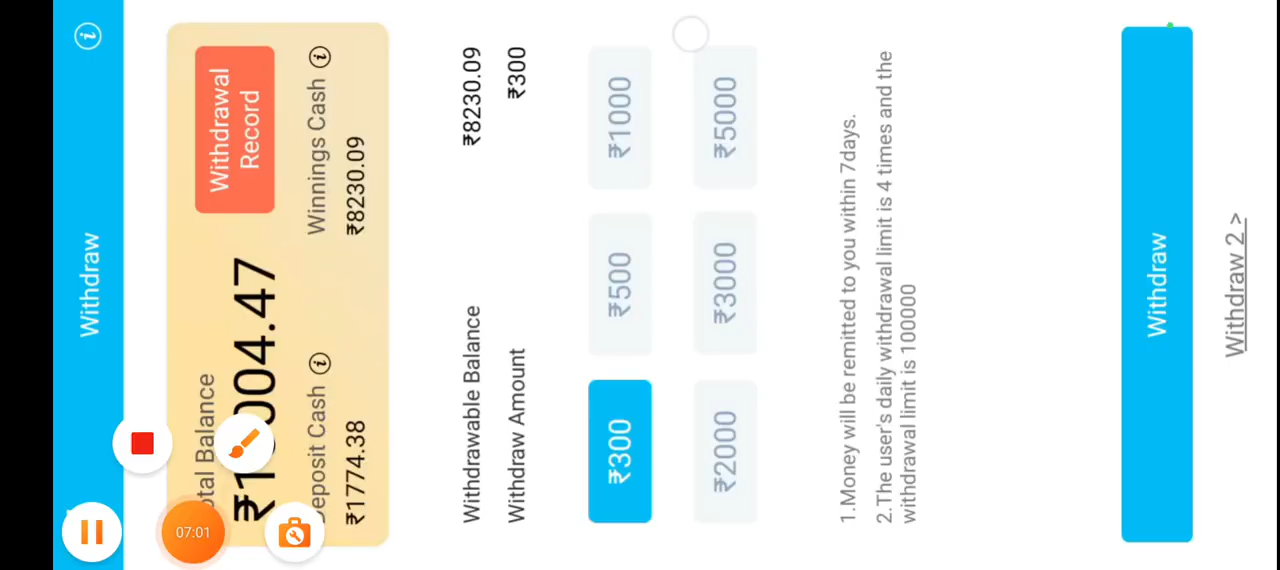 Withdraw
Total Balance
₹10004.47
Withdrawal
Record
Deposit Cash
Winnings Cash
₹1774.38
₹8230.09
Withdrawable Balance ₹8230.09
Withdraw Amount ₹300
₹300 ₹500 ₹1000
₹2000 ₹3000 ₹5000
1.Money will be remitted to you within 7days.
2.The user's daily withdrawal limit is 4 times and the
withdrawal limit is 100000
Withdraw
Withdraw 2 >
07:01